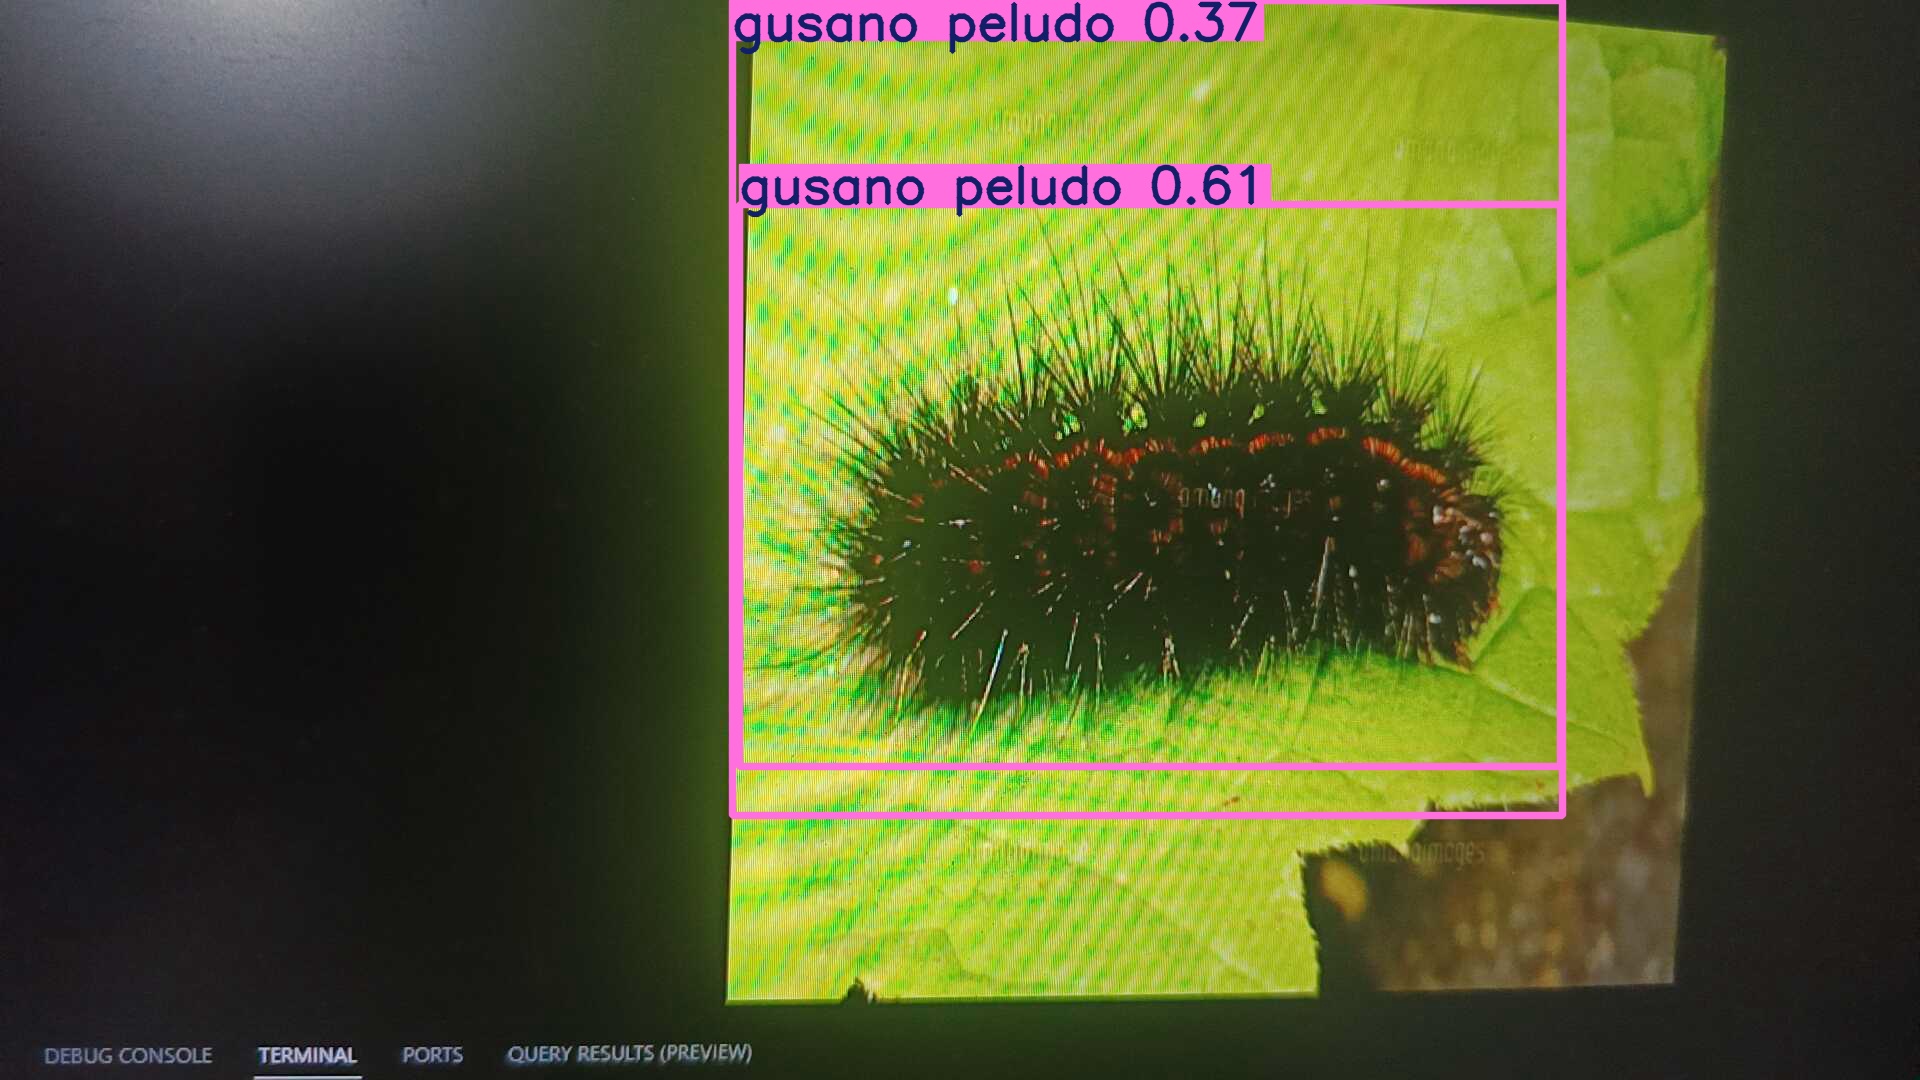 gusano peludo 0.37
gusano peludo 0.61
DEBUG CONSOLE TERMINAL PORTS QUERY RESULTS (PREVIEW)